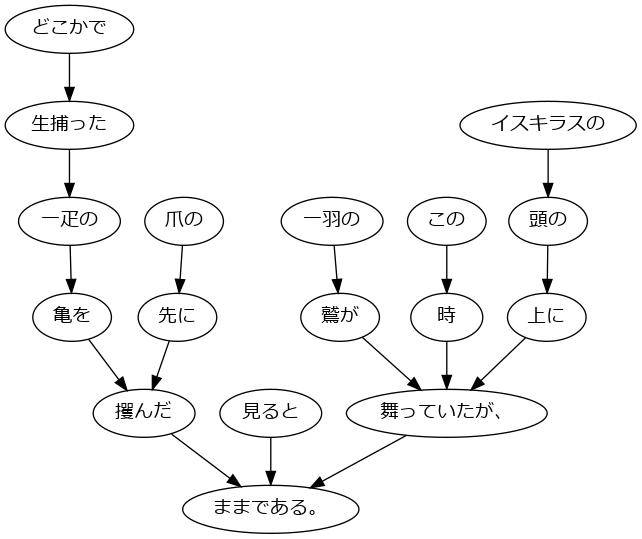 どこかで
生捕った
イスキラスの
一疋の
爪の
一羽の
この
頭の
亀を
先に
鷲が
時
上に
攫んだ
見ると
舞っていたが、
ままである。